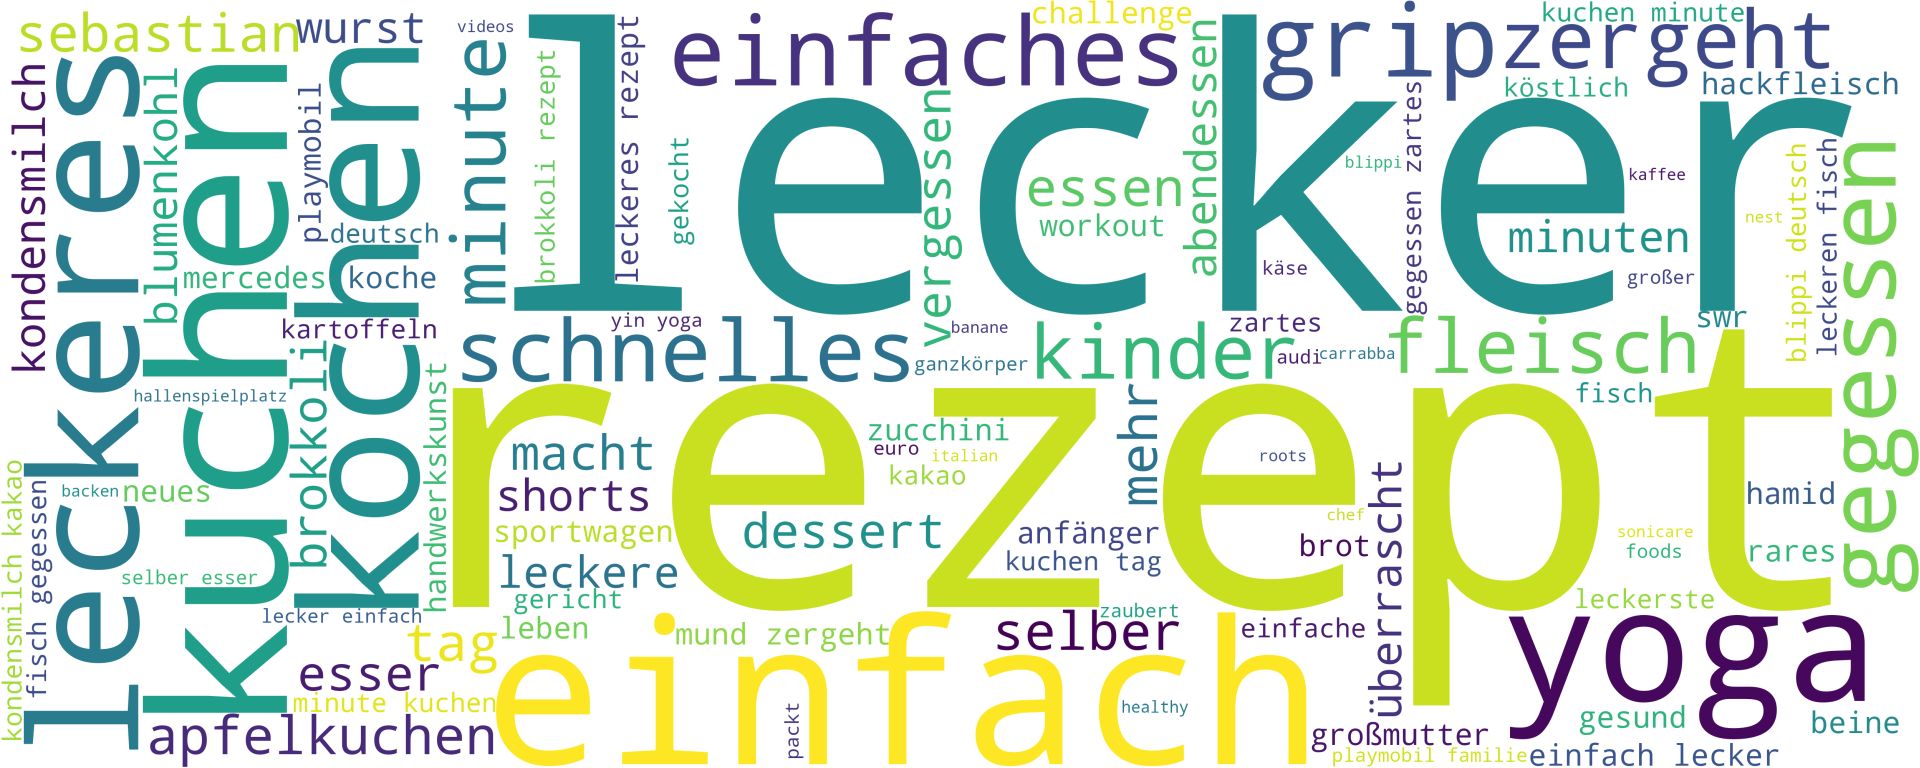 sebastian
wurst
videos
lecker
einfaches
challenge
grip
zergeht
kuchen minute
kondensmilch
leckeres
blumenkohl
kuchen
playmobil
kochen
minute
brokkoli rezept
leckeres rezept
gekocht
vergessen
essen
workout
abendessen
blippi
gegessen zartes
köstlich
hackfleisch
kaffee
nest
blippi deutsch
leckeren fisch
gegessen
deutsch
mercedes
koche
käse
minuten
großer
kartoffeln
schnelles
yin yoga
banane
ganzkörper
kinder
zartes
audi
carrabba
fleisch
swr
hallenspielplatz
brokkoli
handwerkskunst
rezept
macht
zucchini
euro
italian
kakao
mehr
roots
fisch
kondensmilch kakao
fisch gegessen
backen
neues
shorts
sportwagen
dessert
anfänger
kuchen tag
chef
brot
überrascht
hamid
sonicare
foods
rares
selber esser
leckere
gericht
leben
lecker einfach
tag
einfach
mund zergeht
selber
zaubert
einfache
leckerste
yoga
esser
minute kuchen
apfelkuchen
packt
healthy
großmutter
gesund
beine
playmobil familie
einfach lecker